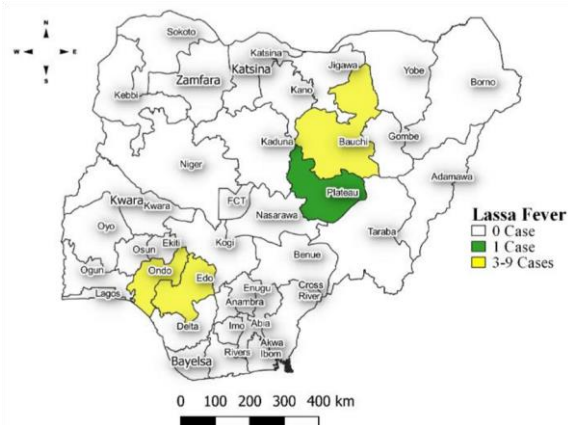 N
W E
S
Sokoto
Katsina
Jigawa
Yobe
Borno
Zamfara
Katsina
Kano
Kebbi
Kaduna
Bauchi
Gombe
Adamawa
Niger
Plateau
FCT
Kwara
Kwara
Nasarawa
Taraba
Oyo
Kogi
Osun
Ekiti
Benue
Ogun
Ondo
Edo
Lagos
Enugu
Anambra
Cross
River
Delta
Imo
Abia
Bayelsa
Rivers
Akwa
Ibom
Lassa Fever
0 Case
1 Case
3-9 Cases
0 100 200 300 400 km